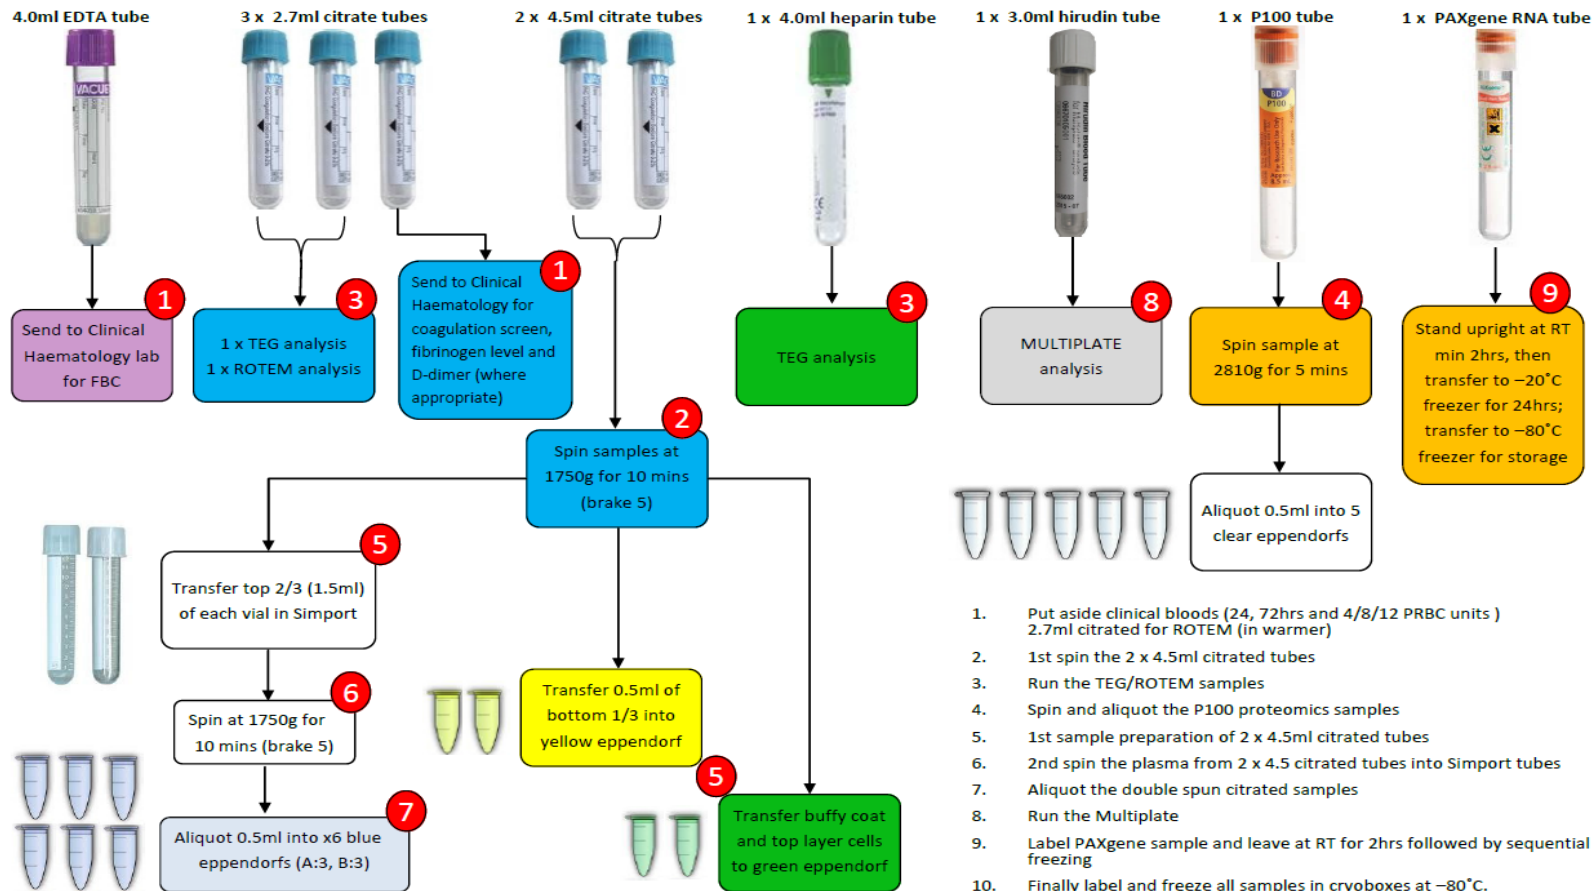 4.0ml EDTA tube
3 x 2.7ml citrate tubes
2 x 4.5ml citrate tubes
1 x 4.0ml heparin tube
1 x 3.0ml hirudin tube
1 x P100 tube
1 x PAXgene RNA tube
VACUE
BD
P100
Hirudin Blood Tube
1
Send to Clinical
Haematology lab
for FBC
3
1 x TEG analysis
1 x ROTEM analysis
1
Send to Clinical
Haematology for
coagulation screen,
fibrinogen level and
D-dimer (where
appropriate)
3
TEG analysis
8
MULTIPLATE
analysis
4
Spin sample at
2810g for 5 mins
9
Stand upright at RT
min 2hrs, then
transfer to −20˚C
freezer for 24hrs;
transfer to −80˚C
freezer for storage
2
Spin samples at
1750g for 10 mins
(brake 5)
Aliquot 0.5ml into 5
clear eppendorfs
5
Transfer top 2/3 (1.5ml)
of each vial in Simport
6
Spin at 1750g for
10 mins (brake 5)
7
Aliquot 0.5ml into x6 blue
eppendorfs (A:3, B:3)
Transfer 0.5ml of
bottom 1/3 into
yellow eppendorf
5
Transfer buffy coat
and top layer cells
to green eppendorf
1. Put aside clinical bloods (24, 72hrs and 4/8/12 PRBC units )
2.7ml citrated for ROTEM (in warmer)
2. 1st spin the 2 x 4.5ml citrated tubes
3. Run the TEG/ROTEM samples
4. Spin and aliquot the P100 proteomics samples
5. 1st sample preparation of 2 x 4.5ml citrated tubes
6. 2nd spin the plasma from 2 x 4.5 citrated tubes into Simport tubes
7. Aliquot the double spun citrated samples
8. Run the Multiplate
9. Label PAXgene sample and leave at RT for 2hrs followed by sequential
freezing
10. Finally label and freeze all samples in cryoboxes at −80˚C.